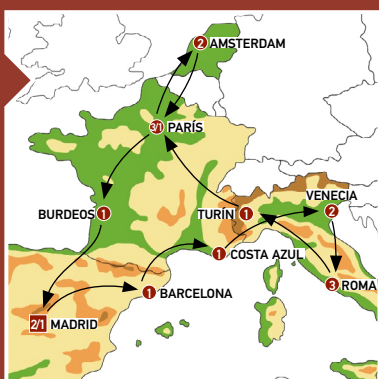 2 AMSTERDAM
3/1 PARÍS
VENECIA
BURDEOS 1
TURÍN 1
2
1 COSTA AZUL
3 ROMA
1 BARCELONA
2/1 MADRID